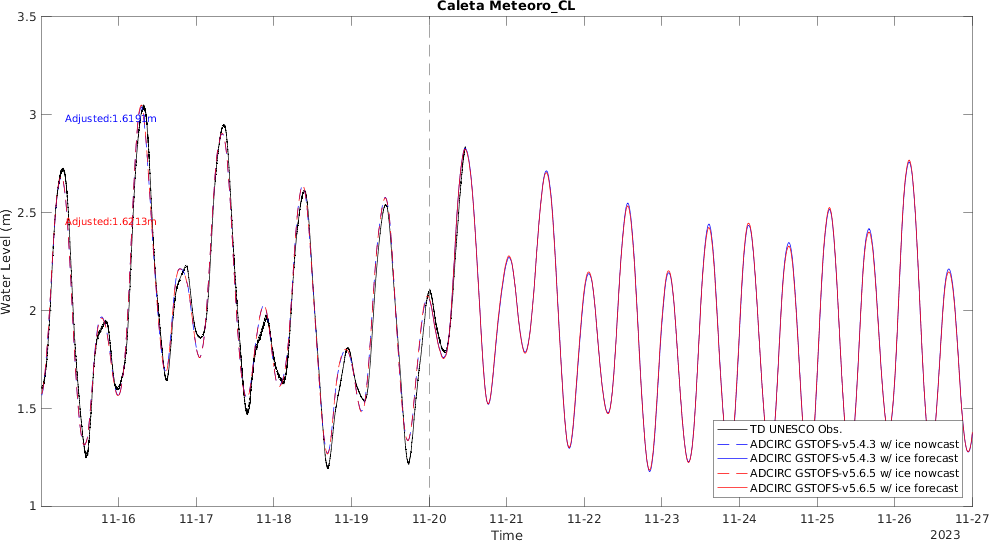 Caleta Meteoro_CL
3.5
3
2.5
2
1.5
1
Water Level (m)
Adjusted:1.6191m
Adjusted:1.6213m
TD UNESCO Obs.
ADCIRC GSTOFS-v5.4.3 w/ ice nowcast
ADCIRC GSTOFS-v5.4.3 w/ ice forecast
ADCIRC GSTOFS-v5.6.5 w/ ice nowcast
ADCIRC GSTOFS-v5.6.5 w/ ice forecast
11-16 11-17 11-18 11-19 11-20 11-21 11-22 11-23 11-24 11-25 11-26 11-27
Time
2023